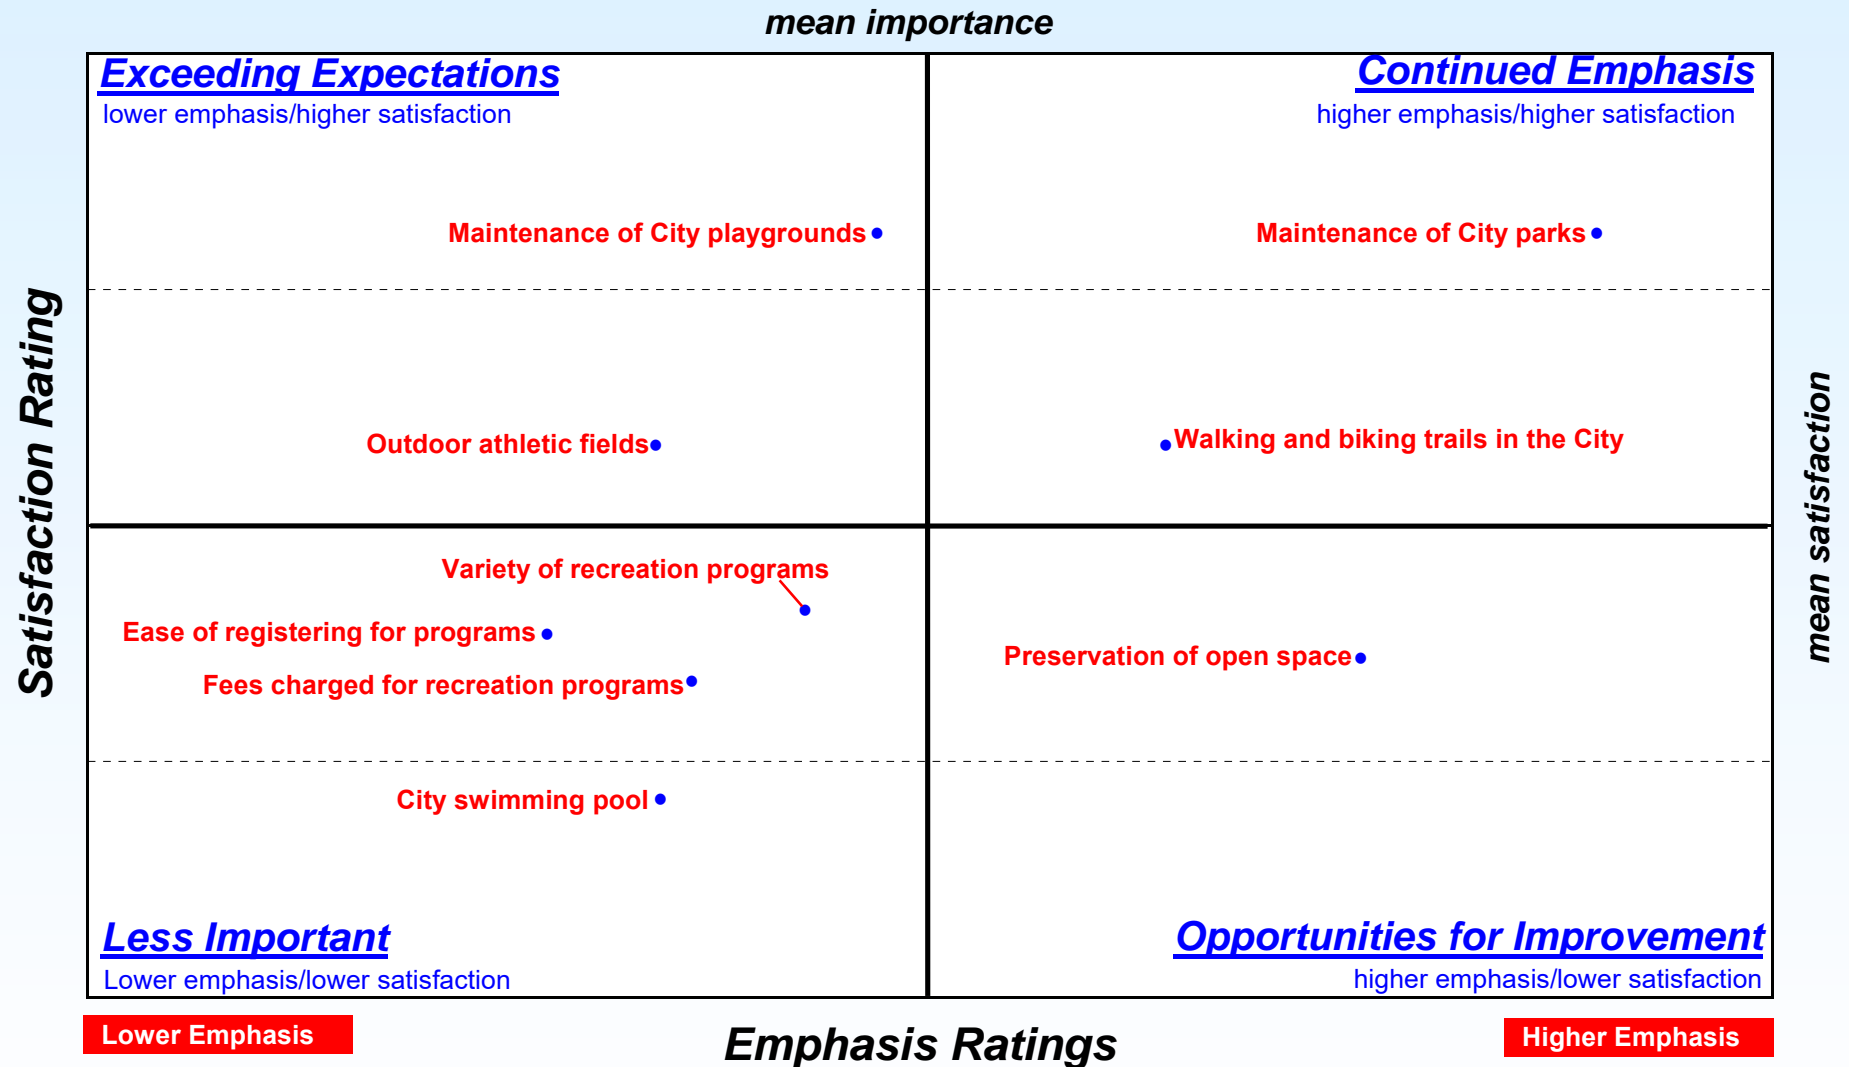 mean importance
Exceeding Expectations
lower emphasis/higher satisfaction
Continued Emphasis
higher emphasis/higher satisfaction
Maintenance of City playgrounds
Maintenance of City parks
Outdoor athletic fields
Walking and biking trails in the City
Satisfaction Rating
mean satisfaction
Variety of recreation programs
Ease of registering for programs
Fees charged for recreation programs
Preservation of open space
City swimming pool
Less Important
Lower emphasis/lower satisfaction
Opportunities for Improvement
higher emphasis/lower satisfaction
Lower Emphasis
Emphasis Ratings
Higher Emphasis